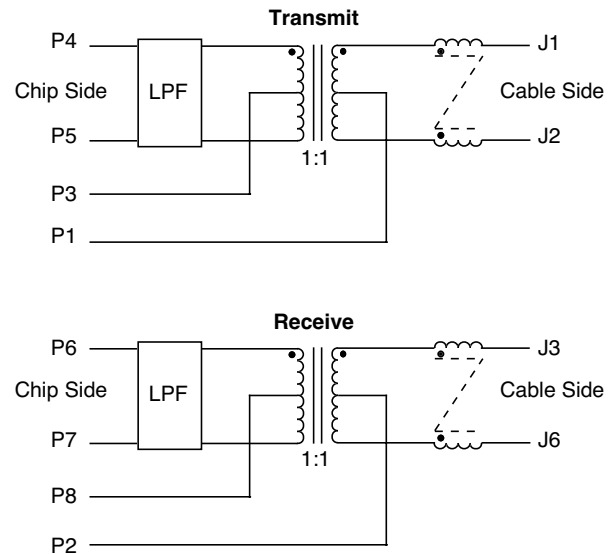 Transmit
P4
J1
Chip Side
LPF
Cable Side
P5
J2
1:1
P3
P1
Receive
P6
J3
Chip Side
LPF
Cable Side
P7
J6
1:1
P8
P2